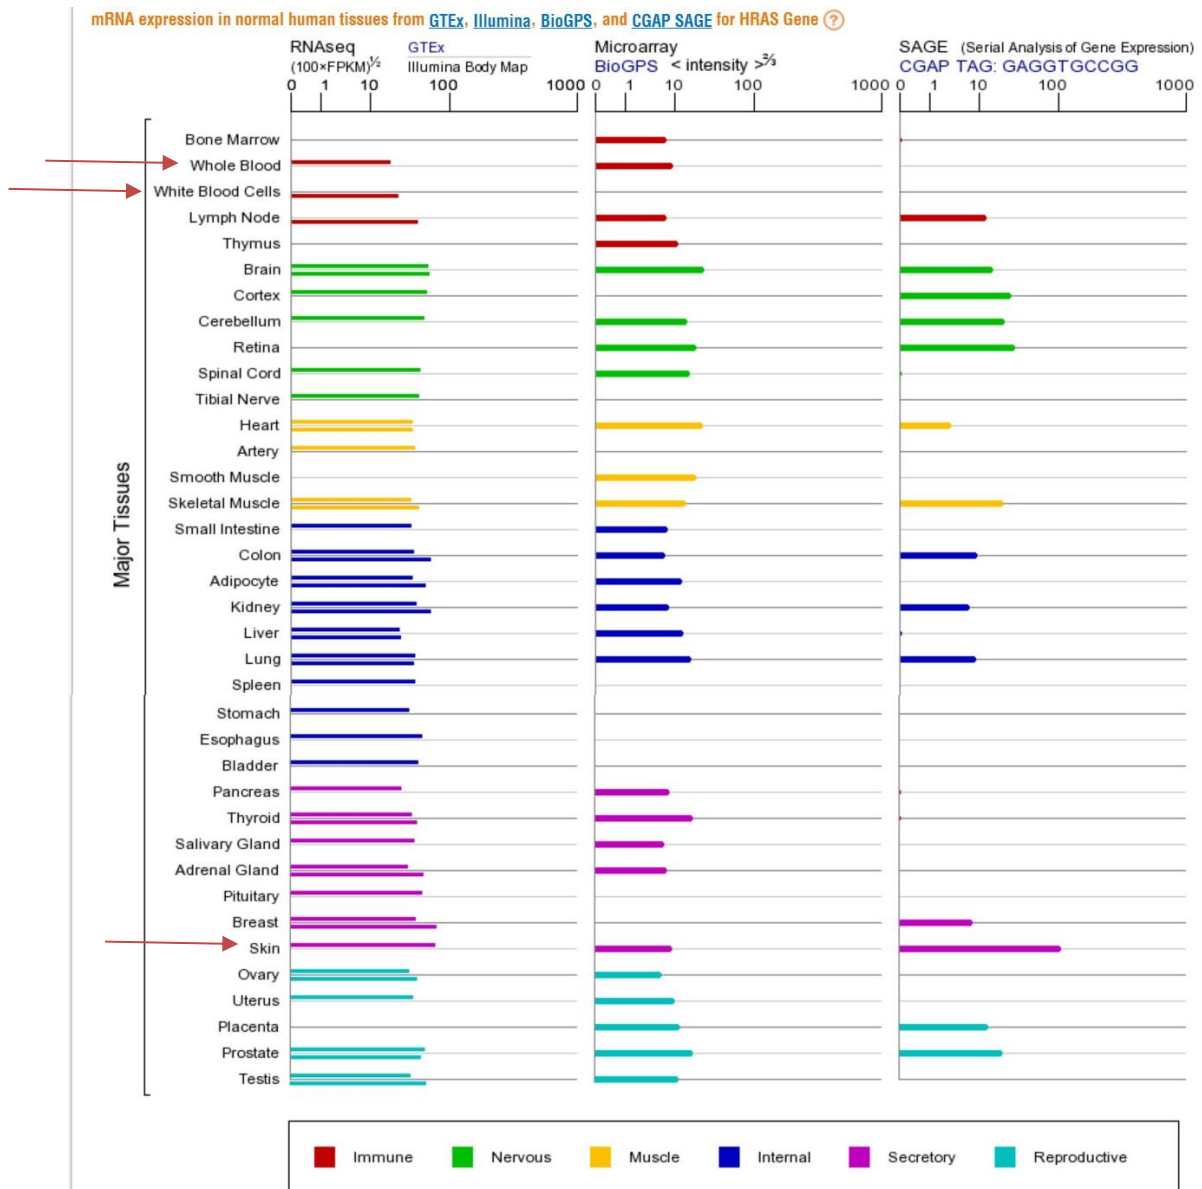 mRNA expression in normal human tissues from GTEx, Illumina, BioGPS, and CGAP SAGE for HRAS Gene ?
RNAseq GTEx
(100×FPKM)½ Illumina Body Map
0 1 10 100 1000
Microarray
BioGPS < intensity >⅔
0 1 10 100 1000
SAGE (Serial Analysis of Gene Expression)
CGAP TAG: GAGGTGCCGG
0 1 10 100 1000
Major Tissues
Bone Marrow
Whole Blood
White Blood Cells
Lymph Node
Thymus
Brain
Cortex
Cerebellum
Retina
Spinal Cord
Tibial Nerve
Heart
Artery
Smooth Muscle
Skeletal Muscle
Small Intestine
Colon
Adipocyte
Kidney
Liver
Lung
Spleen
Stomach
Esophagus
Bladder
Pancreas
Thyroid
Salivary Gland
Adrenal Gland
Pituitary
Breast
Skin
Ovary
Uterus
Placenta
Prostate
Testis
Immune Nervous Muscle Internal Secretory Reproductive